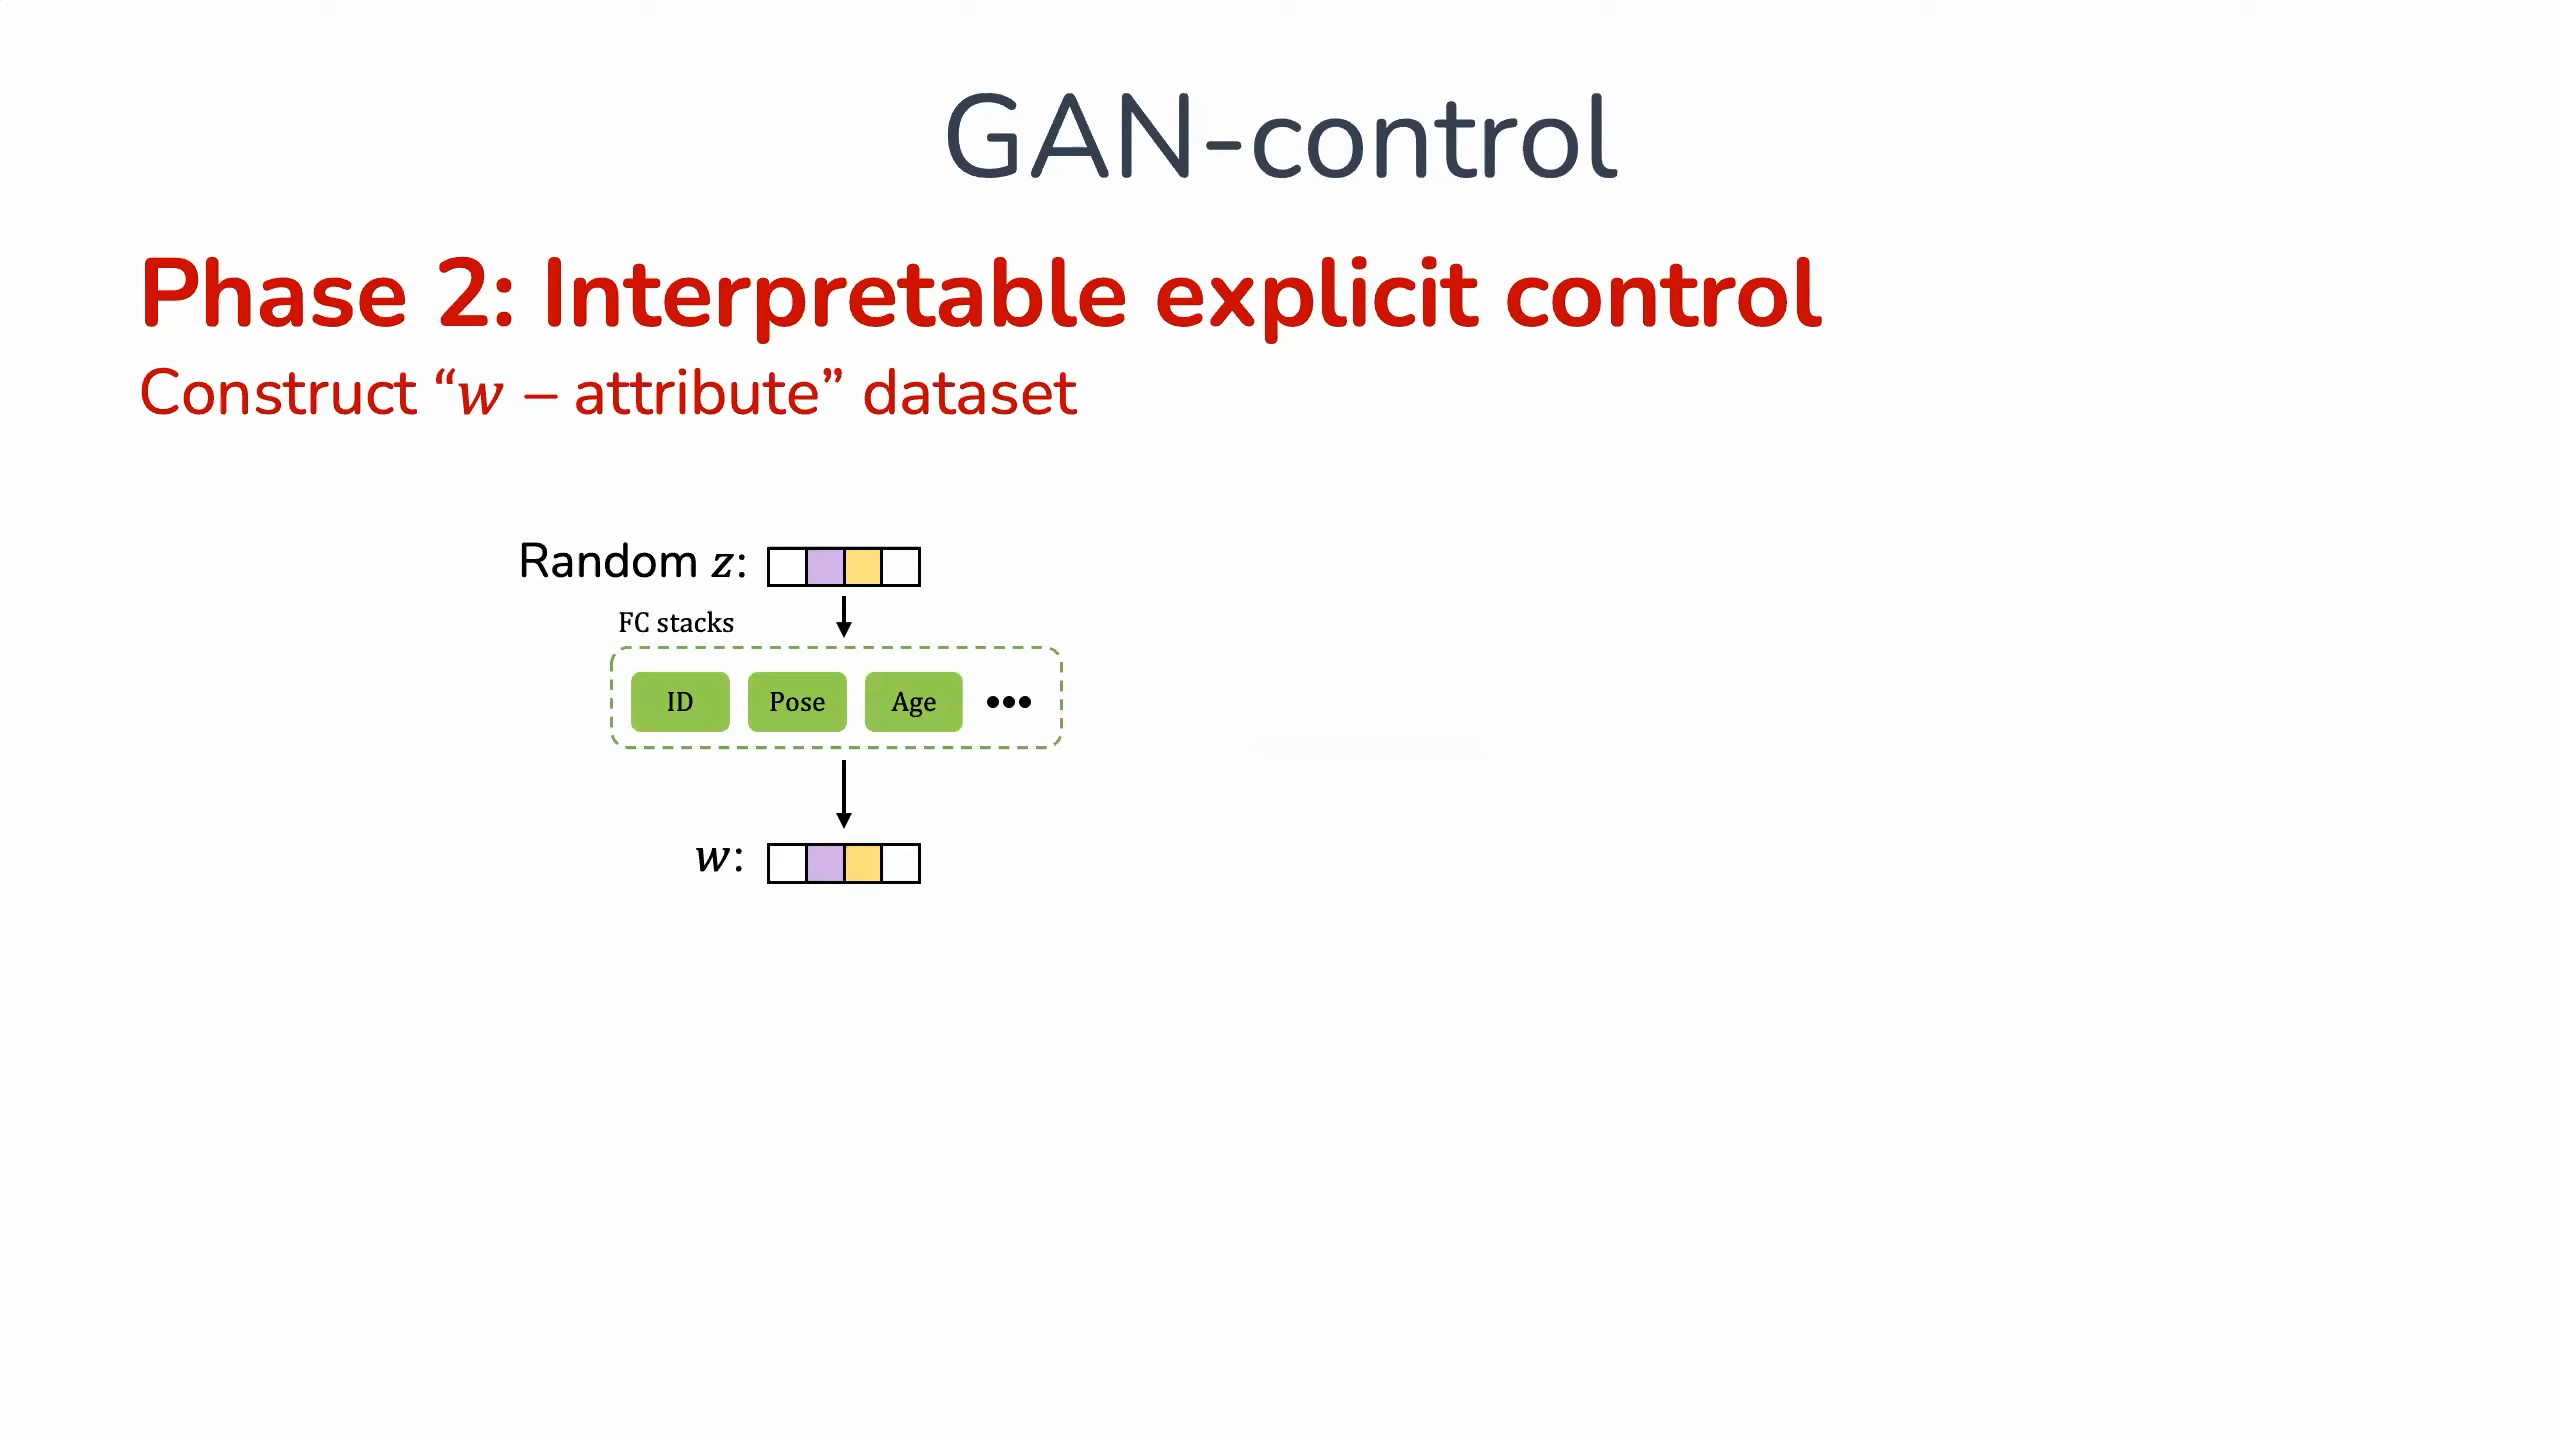 GAN-control
Phase 2: Interpretable explicit control
Construct “w – attribute” dataset
Random z:
FC stacks
ID Pose Age •••
w: